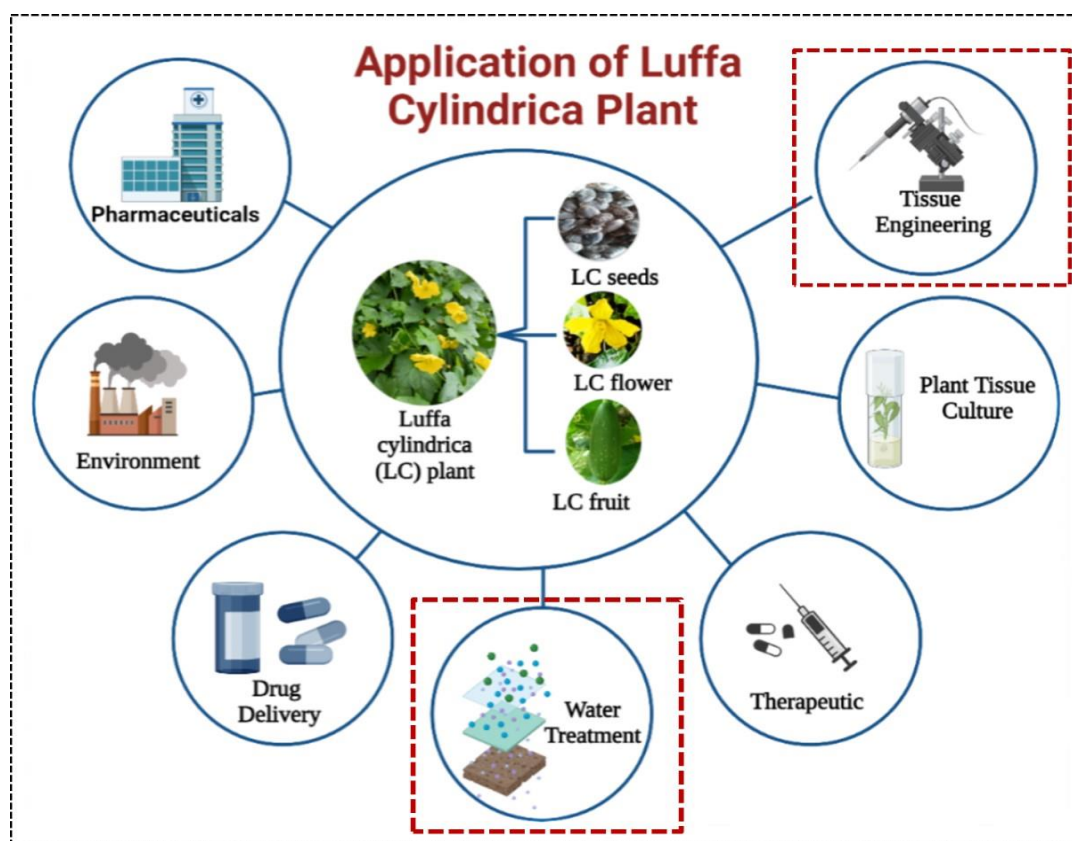 Application of Luffa
Cylindrica Plant
Pharmaceuticals
Tissue
Engineering
LC seeds
LC flower
LC fruit
Luffa
cylindrica
(LC) plant
Environment
Plant Tissue
Culture
Drug
Delivery
Water
Treatment
Therapeutic